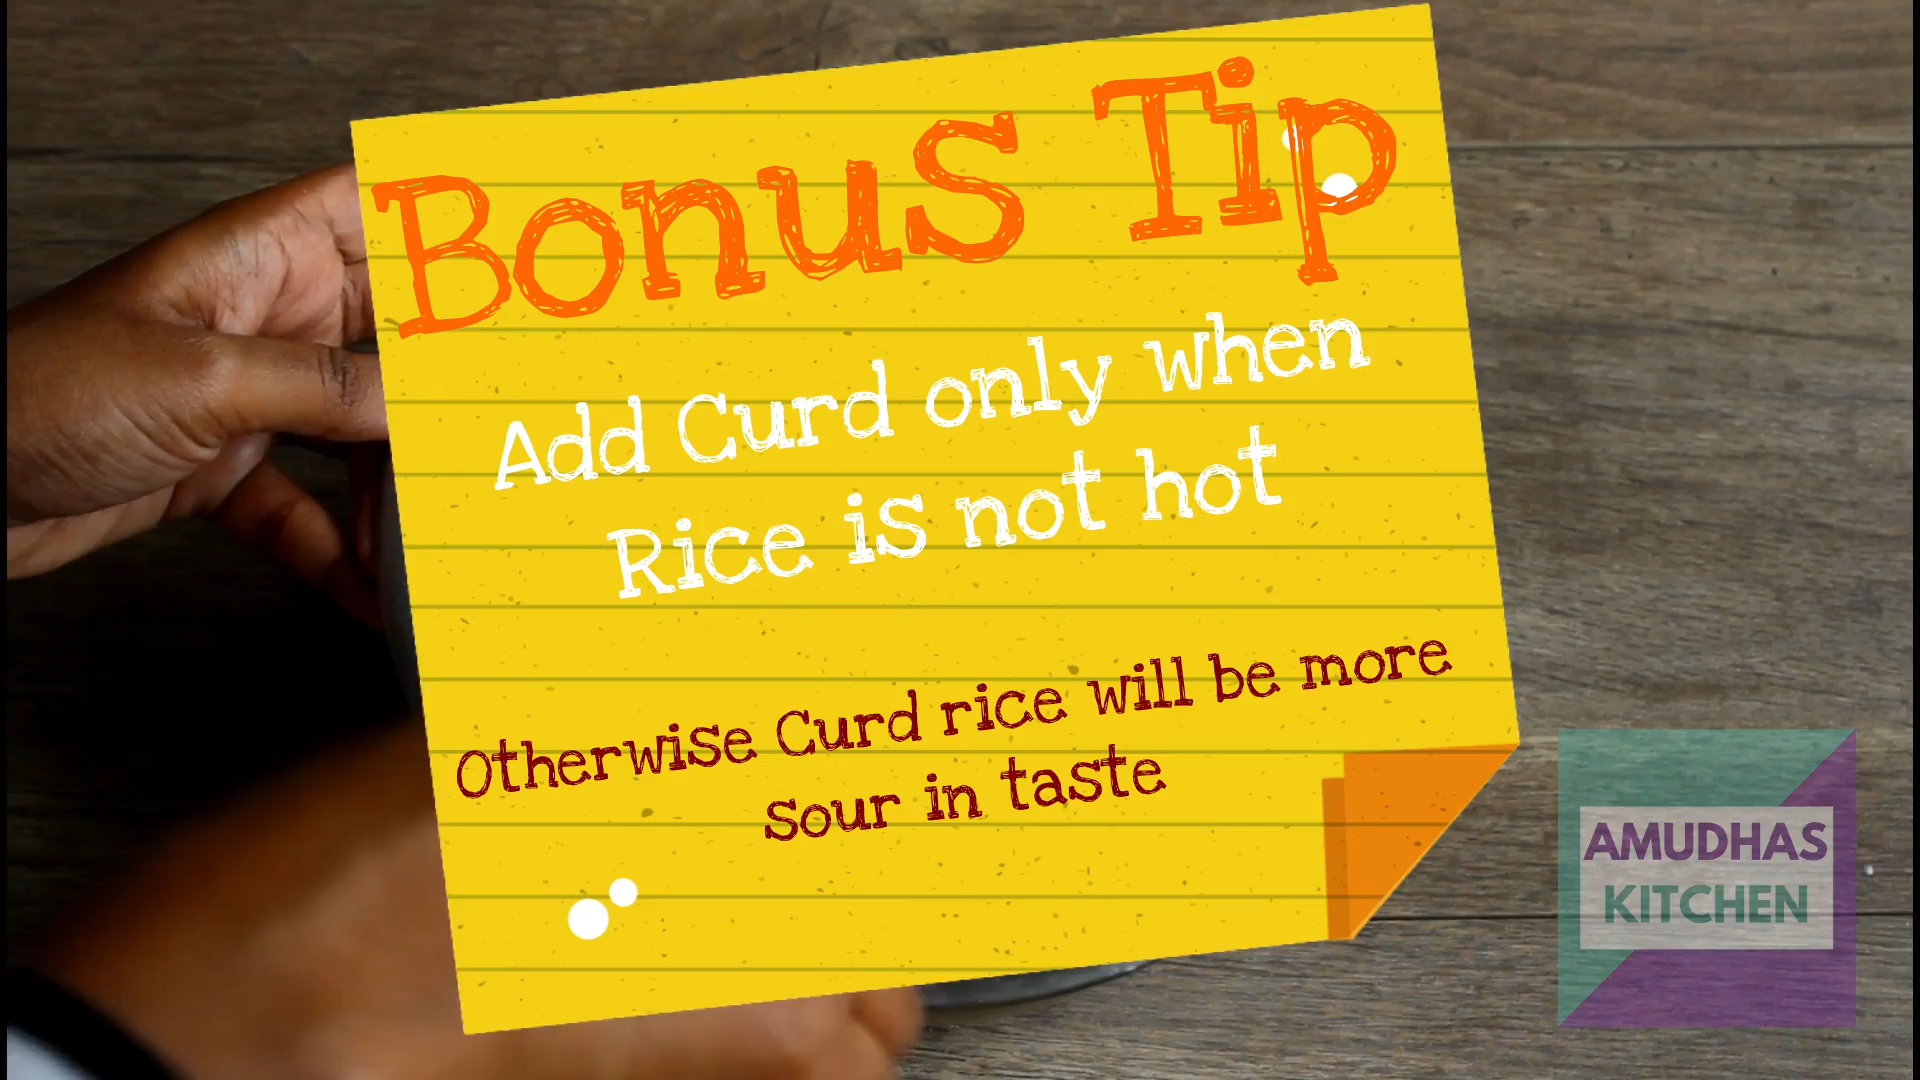 Bonus Tip
Add Curd only when
Rice is not hot
Otherwise Curd rice will be more
sour in taste
AMUDHAS
KITCHEN